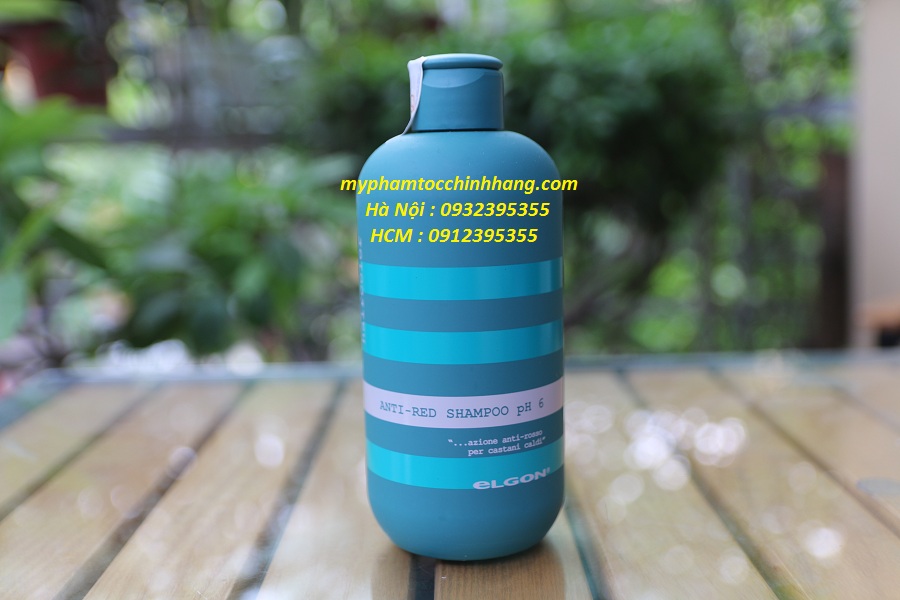 myphamtocchinhhang.com
Hà Nội : 0932395355
HCM : 0912395355
ANTI-RED SHAMPOO pH 6
"...azione anti-rosso
per castani caldi"
eLGON